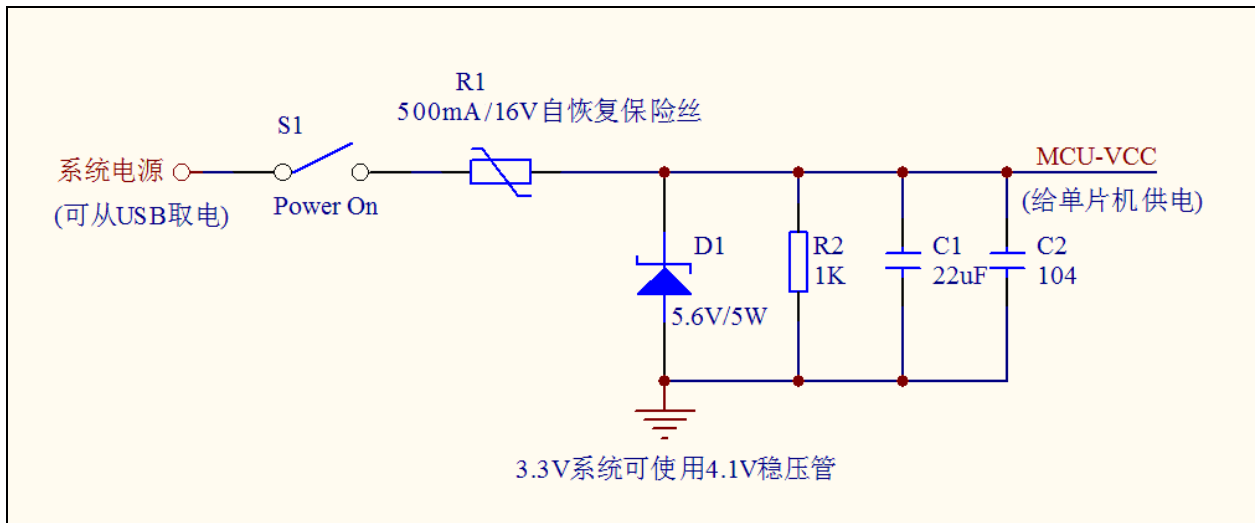 R1
500mA/16V自恢复保险丝
S1
系统电源
MCU-VCC
(可从USB取电)
Power On
(给单片机供电)
D1
R2
C1
C2
1K
22uF
104
5.6V/5W
3.3V系统可使用4.1V稳压管